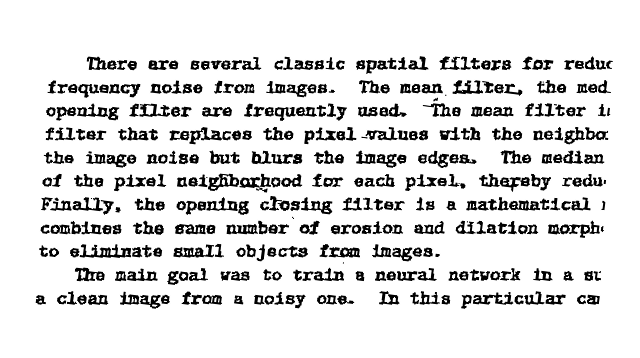 There are several classic spatial filters for reduc
frequency noise from images. The mean filter, the med
opening filter are frequently used. The mean filter i
filter that replaces the pixel values with the neighbo
the image noise but blurs the image edges. The median
of the pixel neighborhood for each pixel, thereby redu
Finally, the opening closing filter is a mathematical
combines the same number of erosion and dilation morph
to eliminate small objects from images.
The main goal was to train a neural network in a su
a clean image from a noisy one. In this particular ca